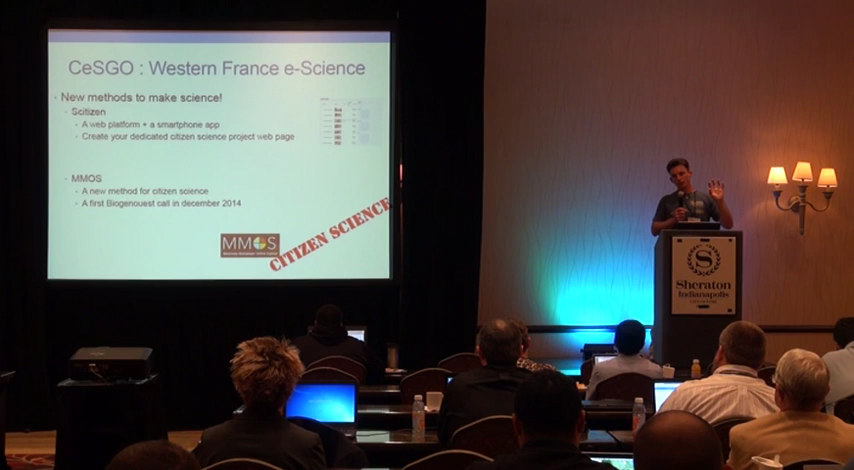 CeSGO : Western France e-Science
New methods to make science!
Scitizen
A web platform + a smartphone app
Create your dedicated citizen science project web page
MMOS
A new method for citizen science
A first Biogenouest call in december 2014
MMOS
CITIZEN SCIENCE
S
Sheraton
Indianapolis